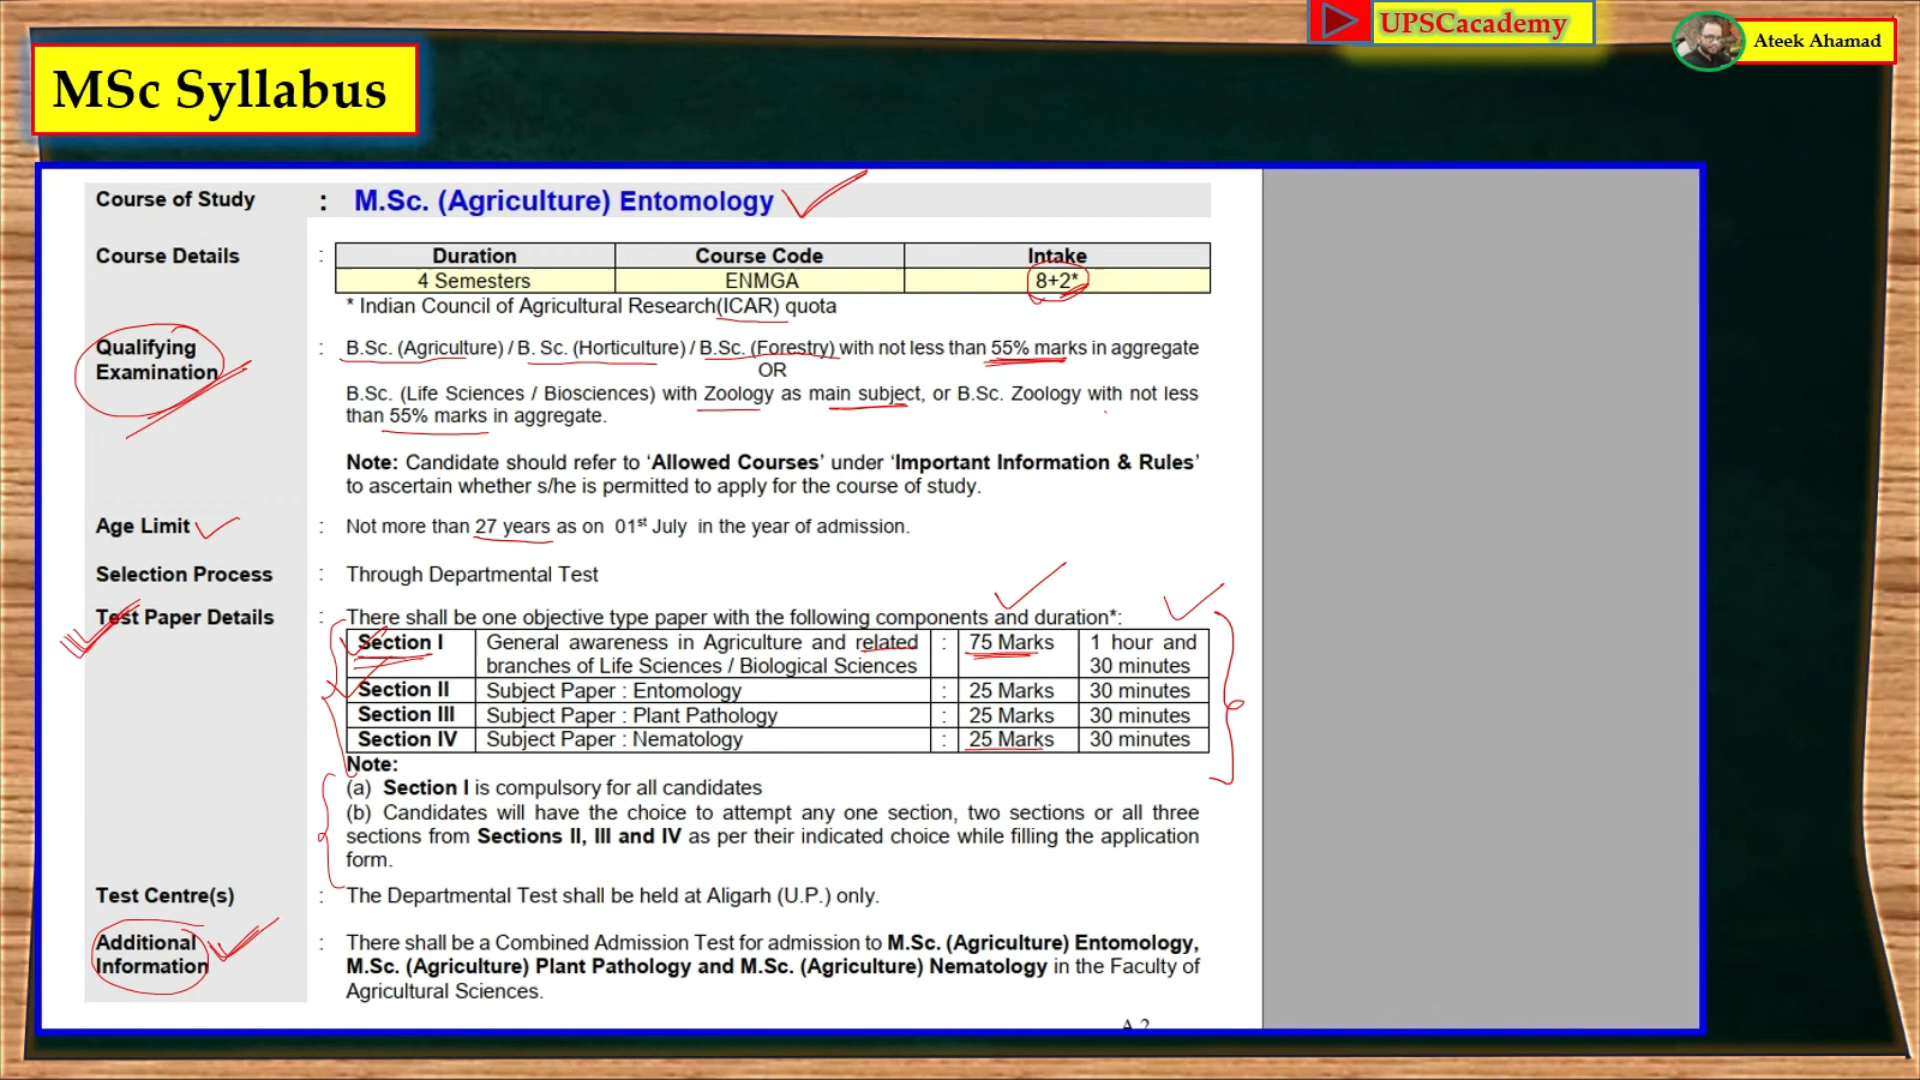 UPSCacademy
Ateek Ahamad
MSc Syllabus
Course of Study : M.Sc. (Agriculture) Entomology
Course Details : Duration Course Code Intake
4 Semesters ENMGA 8+2*
* Indian Council of Agricultural Research(ICAR) quota
Qualifying Examination : B.Sc. (Agriculture) / B. Sc. (Horticulture) / B.Sc. (Forestry) with not less than 55% marks in aggregate
OR
B.Sc. (Life Sciences / Biosciences) with Zoology as main subject, or B.Sc. Zoology with not less
than 55% marks in aggregate.
Note: Candidate should refer to ‘Allowed Courses’ under ‘Important Information & Rules’
to ascertain whether s/he is permitted to apply for the course of study.
Age Limit : Not more than 27 years as on 01st July in the year of admission.
Selection Process : Through Departmental Test
Test Paper Details : There shall be one objective type paper with the following components and duration*:
Section I General awareness in Agriculture and related branches of Life Sciences / Biological Sciences : 75 Marks 1 hour and 30 minutes
Section II Subject Paper : Entomology : 25 Marks 30 minutes
Section III Subject Paper : Plant Pathology : 25 Marks 30 minutes
Section IV Subject Paper : Nematology : 25 Marks 30 minutes
Note:
(a) Section I is compulsory for all candidates
(b) Candidates will have the choice to attempt any one section, two sections or all three
sections from Sections II, III and IV as per their indicated choice while filling the application
form.
Test Centre(s) : The Departmental Test shall be held at Aligarh (U.P.) only.
Additional Information : There shall be a Combined Admission Test for admission to M.Sc. (Agriculture) Entomology,
M.Sc. (Agriculture) Plant Pathology and M.Sc. (Agriculture) Nematology in the Faculty of
Agricultural Sciences.